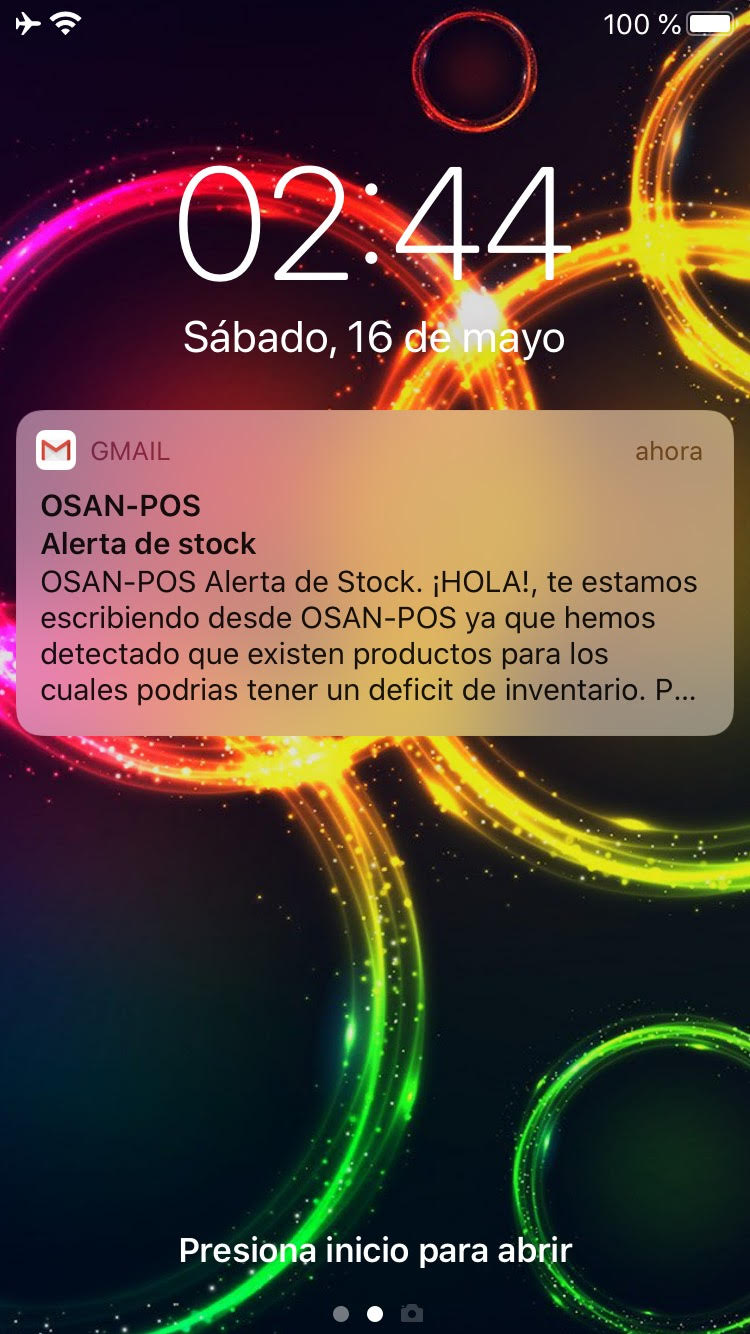 100 %
02:44
Sábado, 16 de mayo
GMAIL
ahora
OSAN-POS
Alerta de stock
OSAN-POS Alerta de Stock. ¡HOLA!, te estamos
escribiendo desde OSAN-POS ya que hemos
detectado que existen productos para los
cuales podrias tener un deficit de inventario. P...
Presiona inicio para abrir